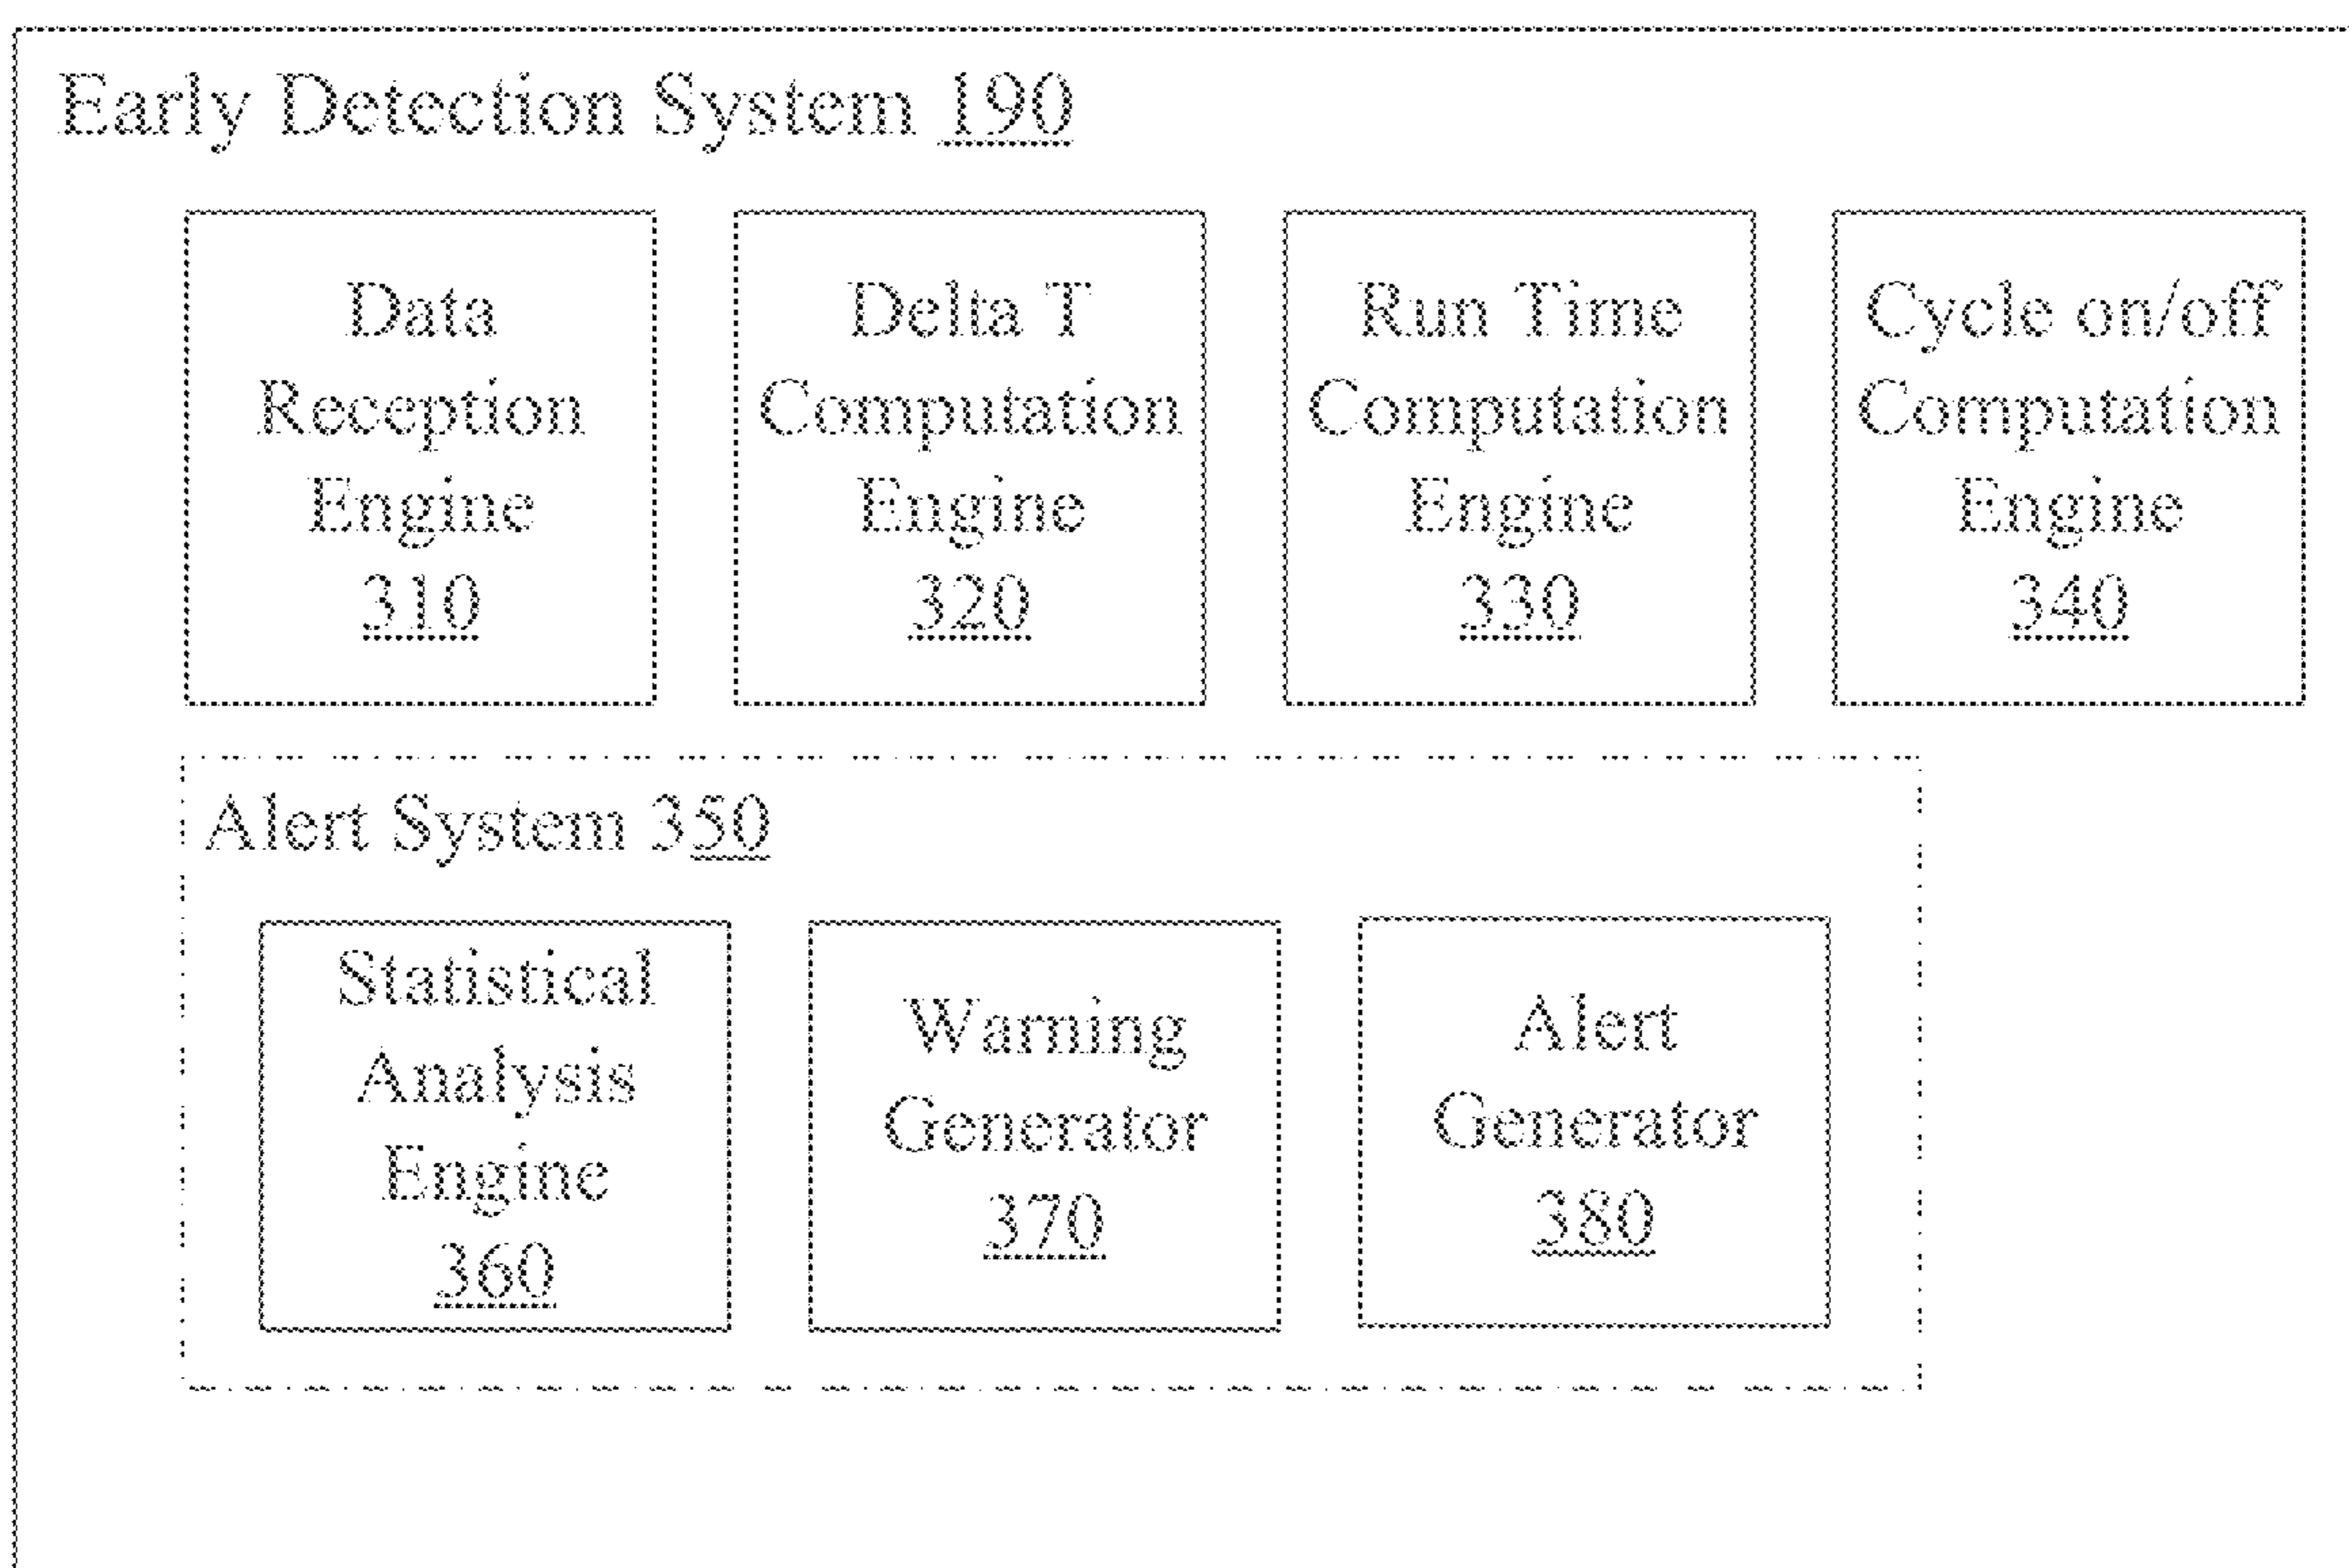 Early Detection System 190
Data
Reception
Engine
310
Delta T
Computation
Engine
320
Run Time
Computation
Engine
330
Cycle on/off
Computation
Engine
340
Alert System 350
Statistical
Analysis
Engine
360
Warning
Generator
370
Alert
Generator
380